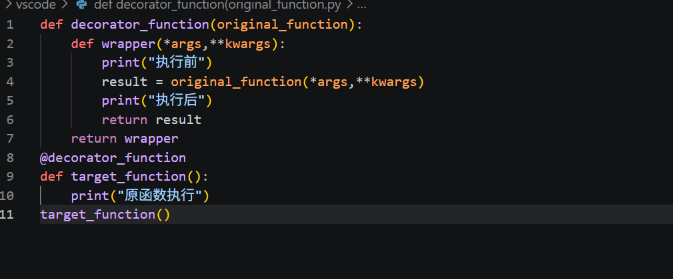 > vscode > def decorator_function(original_function.py > ...
1 def decorator_function(original_function):
2     def wrapper(*args,**kwargs):
3         print("执行前")
4         result = original_function(*args,**kwargs)
5         print("执行后")
6         return result
7     return wrapper
8 @decorator_function
9 def target_function():
10     print("原函数执行")
11 target_function()